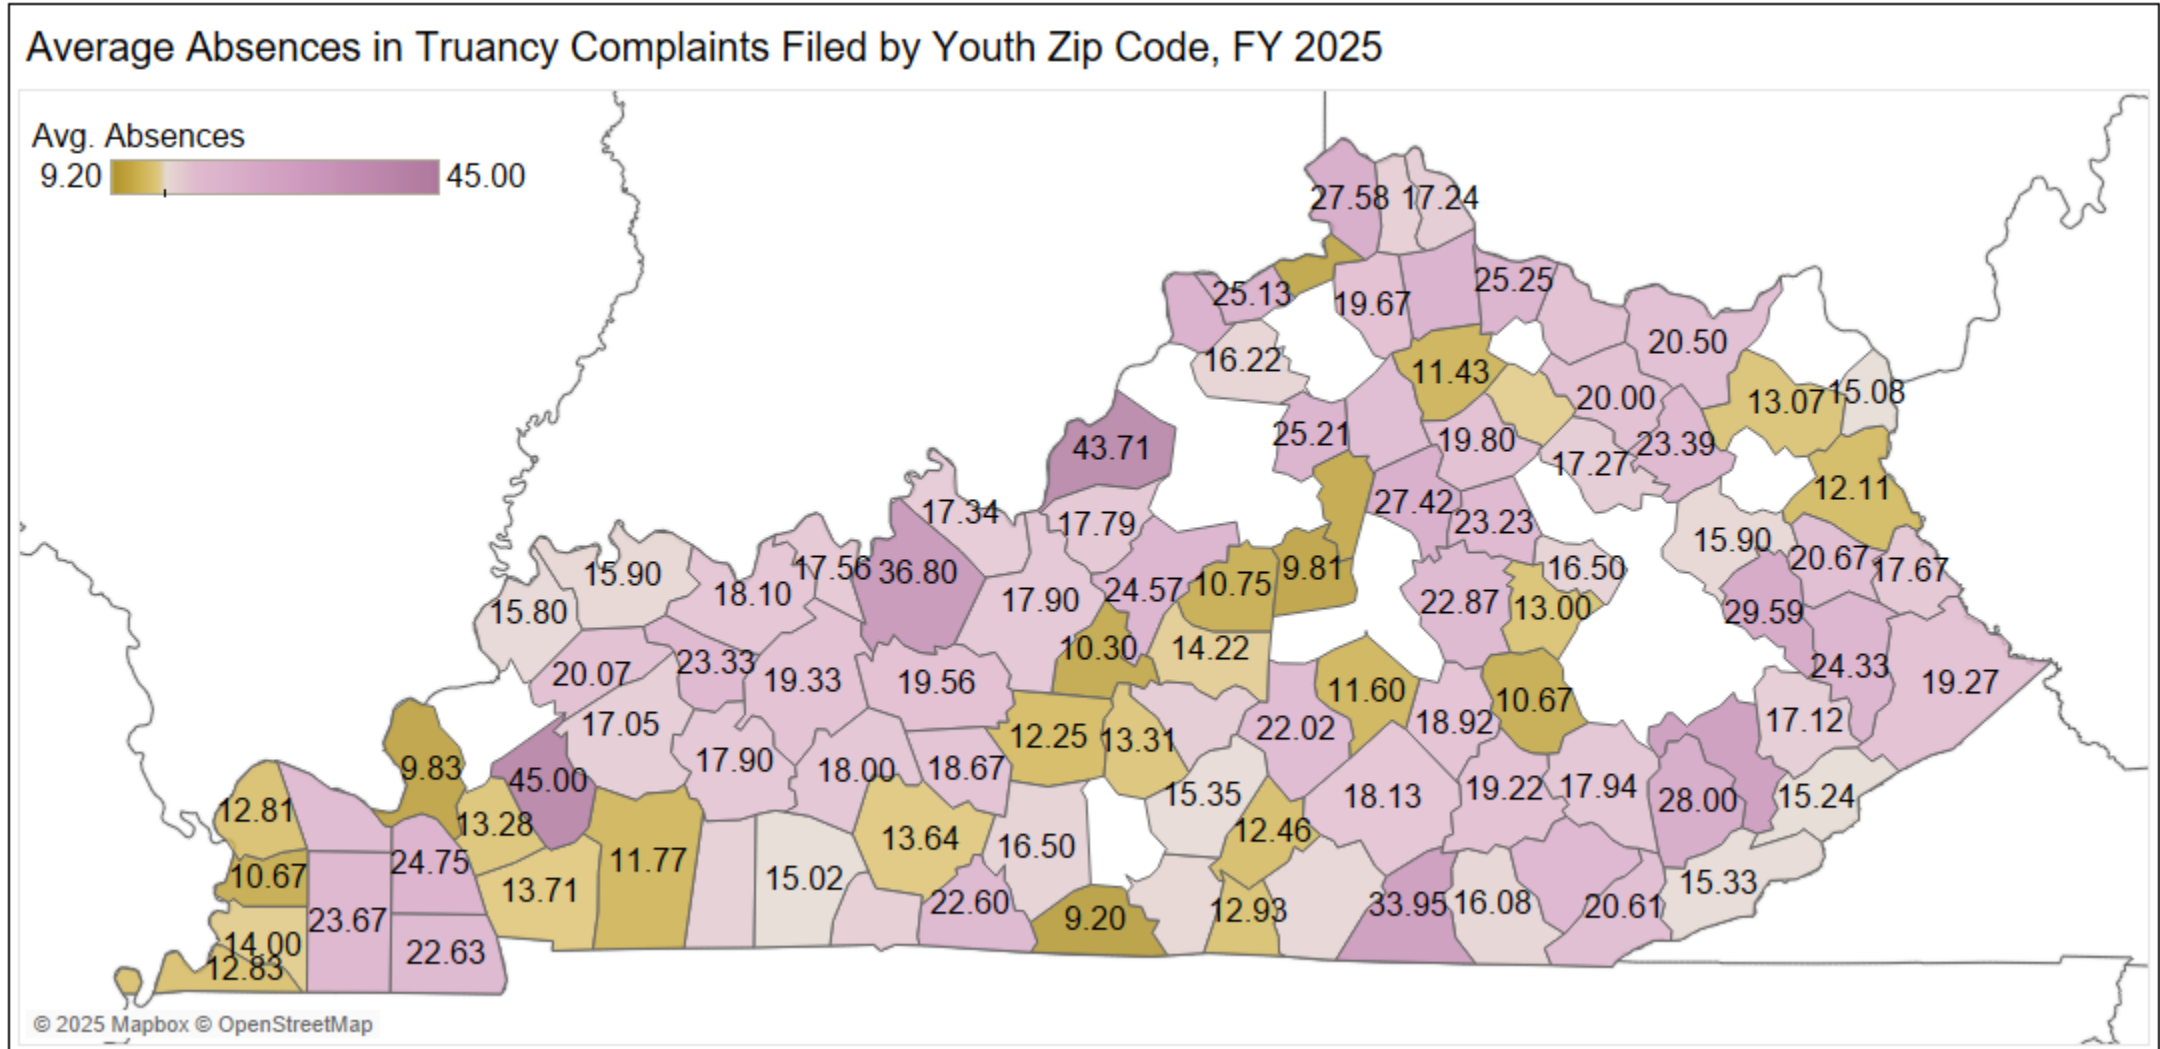 Average Absences in Truancy Complaints Filed by Youth Zip Code, FY 2025
Avg. Absences
9.20 45.00
27.58 17.24
25.13 25.25
19.67
16.22 20.50
11.43
20.00 13.07 15.08
43.71 25.21 19.80 23.39
17.27
27.42 12.11
17.34 17.79 23.23
15.90
15.90 17.56 36.80 9.81 16.50 20.67 17.67
18.10 17.90 24.57 10.75
15.80 22.87 13.00 29.59
10.30 14.22
20.07 23.33 19.33 19.56 11.60 24.33 19.27
10.67
17.05 22.02 18.92 17.12
12.25 13.31
9.83 45.00 17.90 18.00 18.67
15.35 18.13 19.22 17.94 28.00 15.24
12.81 13.28
13.64 12.46
24.75 11.77 16.50
10.67 13.71 15.02 15.33
23.67 22.60 9.20 12.93 33.95 16.08 20.61
14.00 22.63
12.83
© 2025 Mapbox © OpenStreetMap